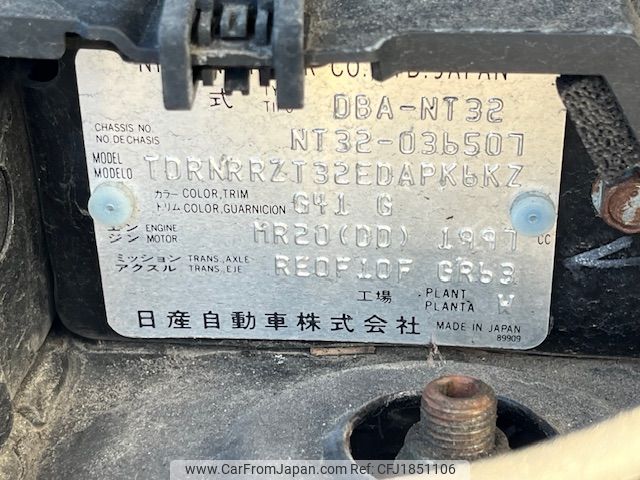 CO., LTD. JAPAN
式 DBA-NT32
CHASSIS NO. NT32-036507
NO. DE CHASIS
MODEL TDRNRRZT32EDAPK6KZ
MODELO
カラー COLOR, TRIM G41 G
トリム COLOR, GUARNICION
エンジン ENGINE MOTOR MR20(DD) 1997 CC
ミッション TRANS., AXLE RE0F10F GR63
アクスル TRANS., EJE
工場 PLANT W
PLANTA
日産自動車株式会社 MADE IN JAPAN
89909
www.CarFromJapan.com - CFJ1851106